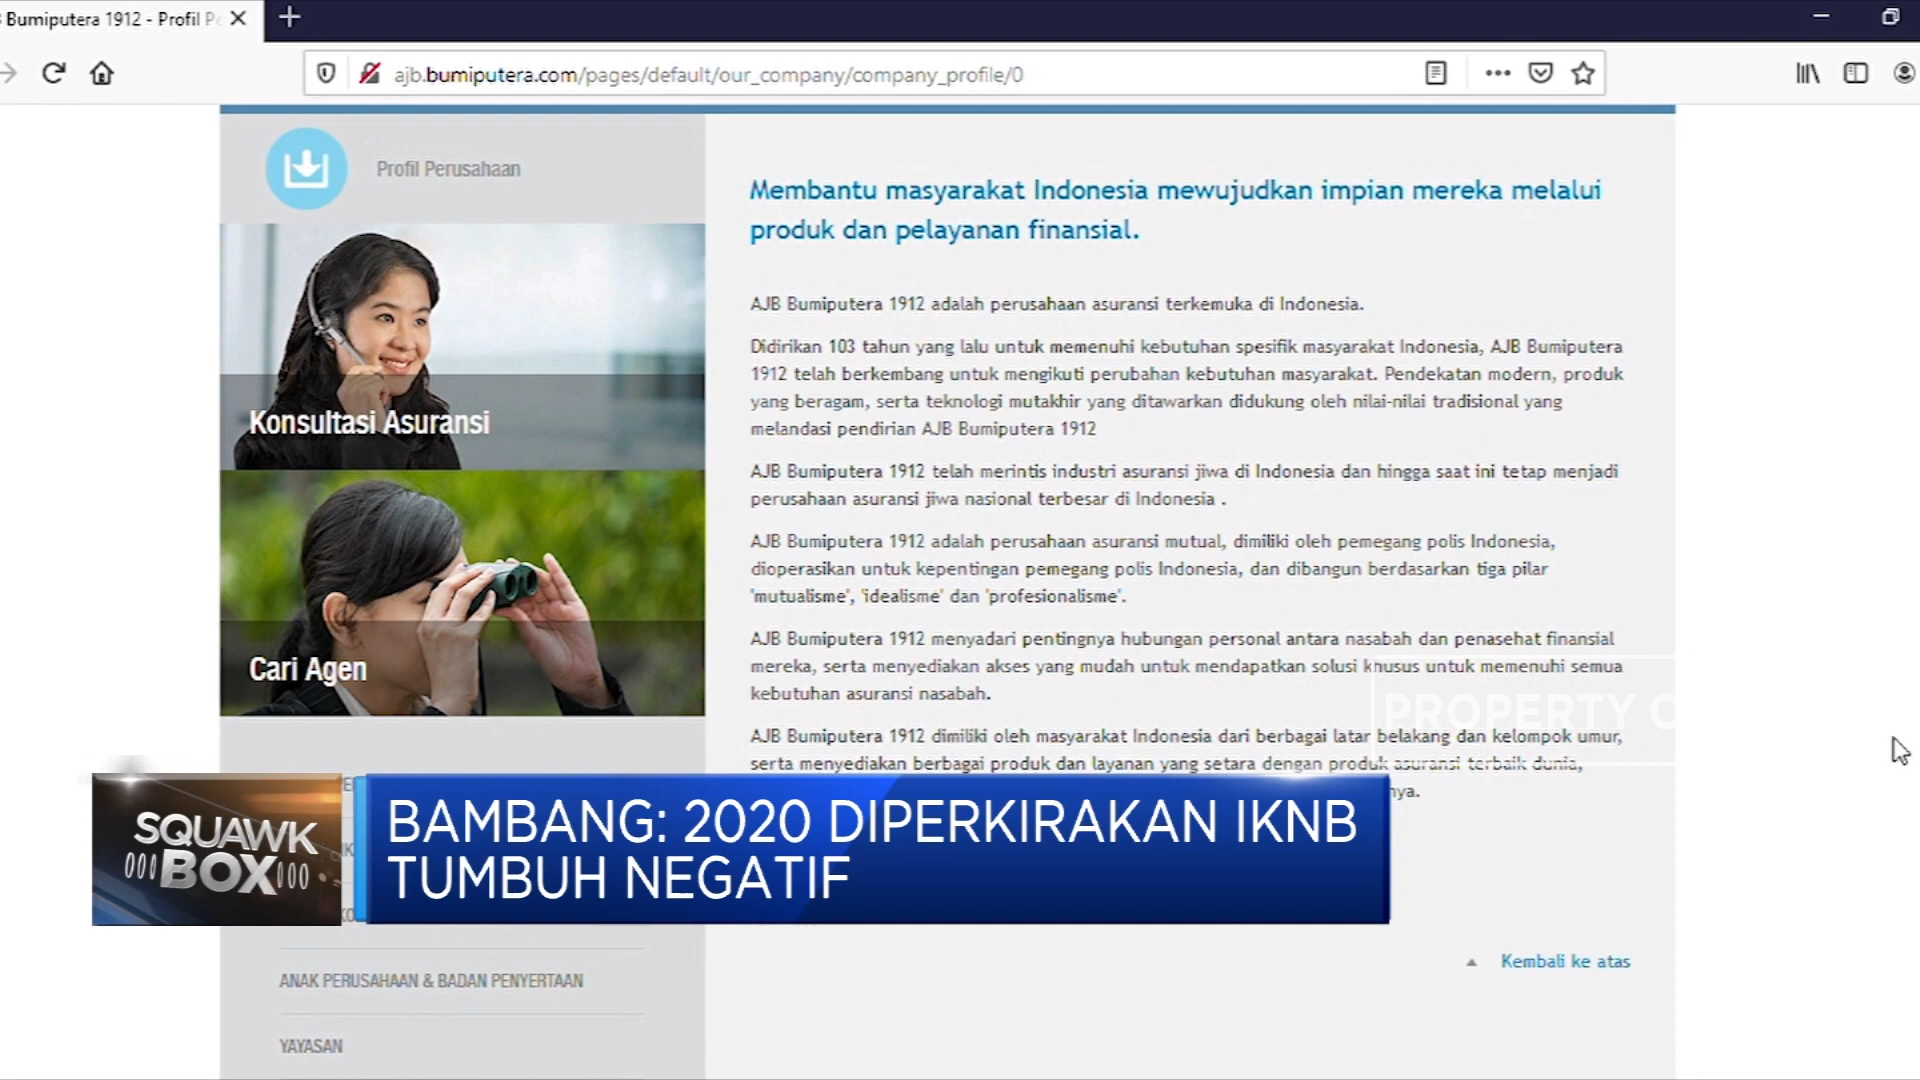 Bumiputera 1912 - Profil Pe
ajb.bumiputera.com/pages/default/our_company/company_profile/0
Profil Perusahaan
Konsultasi Asuransi
Cari Agen
Membantu masyarakat Indonesia mewujudkan impian mereka melalui
produk dan pelayanan finansial.
AJB Bumiputera 1912 adalah perusahaan asuransi terkemuka di Indonesia.
Didirikan 103 tahun yang lalu untuk memenuhi kebutuhan spesifik masyarakat Indonesia, AJB Bumiputera
1912 telah berkembang untuk mengikuti perubahan kebutuhan masyarakat. Pendekatan modern, produk
yang beragam, serta teknologi mutakhir yang ditawarkan didukung oleh nilai-nilai tradisional yang
melandasi pendirian AJB Bumiputera 1912
AJB Bumiputera 1912 telah merintis industri asuransi jiwa di Indonesia dan hingga saat ini tetap menjadi
perusahaan asuransi jiwa nasional terbesar di Indonesia .
AJB Bumiputera 1912 adalah perusahaan asuransi mutual, dimiliki oleh pemegang polis Indonesia,
dioperasikan untuk kepentingan pemegang polis Indonesia, dan dibangun berdasarkan tiga pilar
'mutualisme', 'idealisme' dan 'profesionalisme'.
AJB Bumiputera 1912 menyadari pentingnya hubungan personal antara nasabah dan penasehat finansial
mereka, serta menyediakan akses yang mudah untuk mendapatkan solusi khusus untuk memenuhi semua
kebutuhan asuransi nasabah.
PROPERTY O
AJB Bumiputera 1912 dimiliki oleh masyarakat Indonesia dari berbagai latar belakang dan kelompok umur,
serta menyediakan berbagai produk dan layanan yang setara dengan produk asuransi terbaik dunia,
nya.
SQUAWK
BOX
BAMBANG: 2020 DIPERKIRAKAN IKNB
TUMBUH NEGATIF
Kembali ke atas
ANAK PERUSAHAAN & BADAN PENYERTAAN
YAYASAN